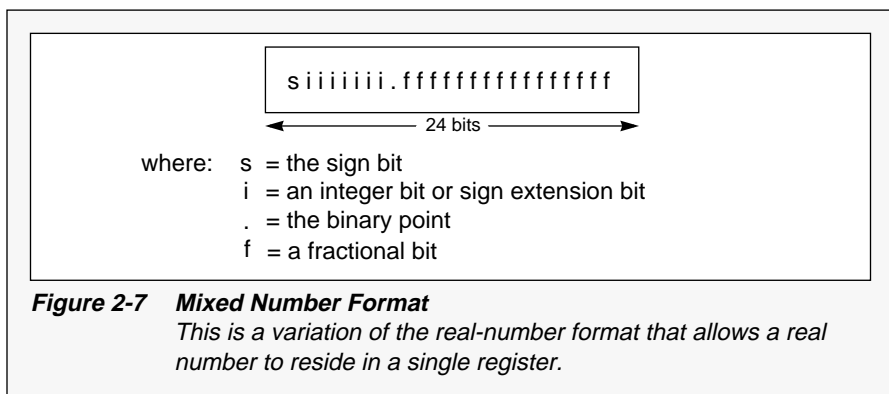 siiiiiii.ffffffffffffffff
24 bits
where: s = the sign bit
i = an integer bit or sign extension bit
. = the binary point
f = a fractional bit
Figure 2-7 Mixed Number Format
This is a variation of the real-number format that allows a real
number to reside in a single register.